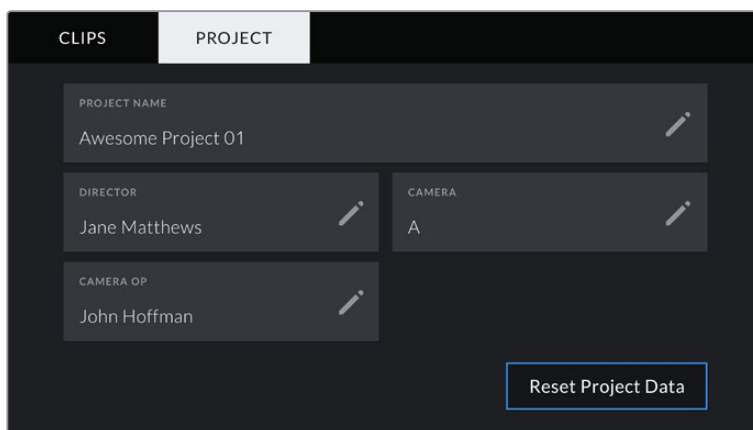 CLIPS PROJECT
PROJECT NAME
Awesome Project 01
DIRECTOR
Jane Matthews
CAMERA
A
CAMERA OP
John Hoffman
Reset Project Data